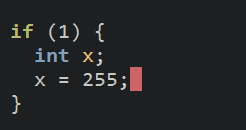 if (1) {
  int x;
  x = 255;
}